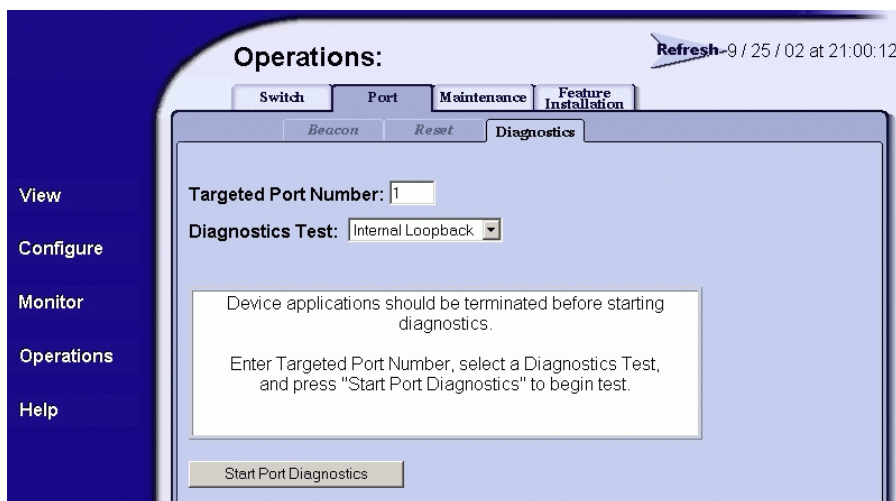 Operations:
Refresh-9 / 25 / 02 at 21:00:12
Switch Port Maintenance Feature Installation
Beacon Reset Diagnostics
View
Configure
Monitor
Operations
Help
Targeted Port Number: 1
Diagnostics Test: Internal Loopback
Device applications should be terminated before starting
diagnostics.
Enter Targeted Port Number, select a Diagnostics Test,
and press "Start Port Diagnostics" to begin test.
Start Port Diagnostics